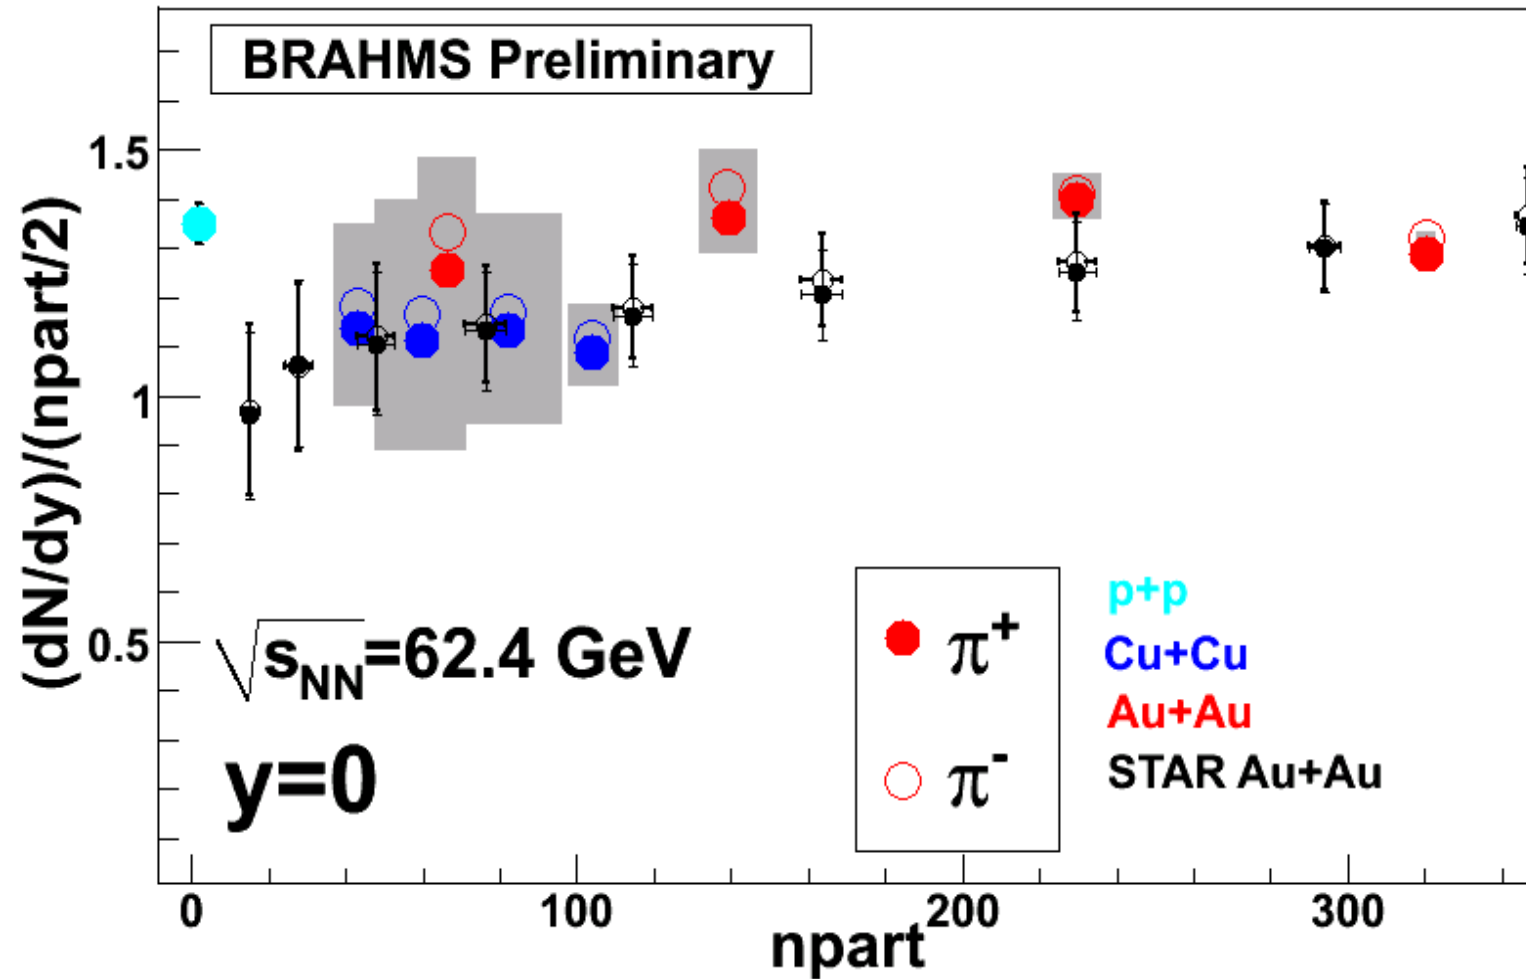 BRAHMS Preliminary
(dN/dy)/(npart/2)
1.5
1
0.5
√sNN=62.4 GeV
y=0
π+
π-
p+p
Cu+Cu
Au+Au
STAR Au+Au
0 100 200 300
npart